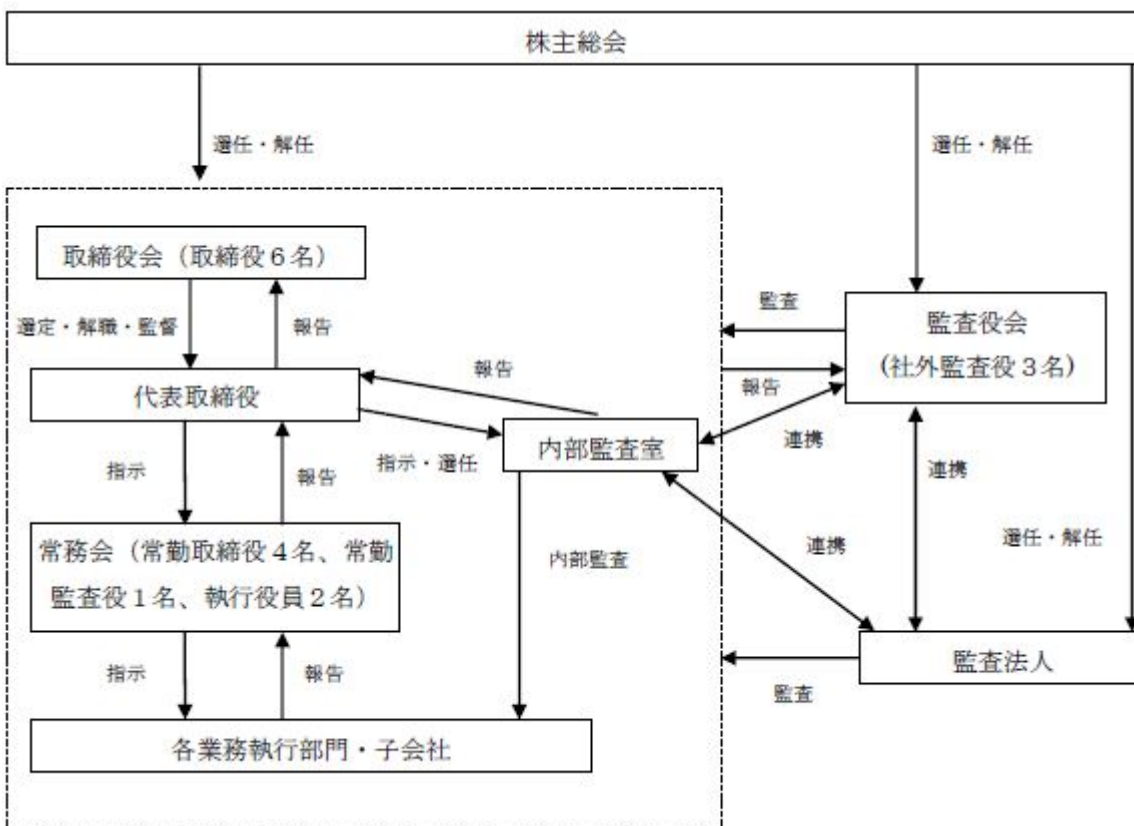 株主総会
選任・解任
選任・解任
取締役会（取締役６名）
選定・解職・監督
報告
監査
監査役会
(社外監査役３名)
代表取締役
報告
報告
指示
報告
指示・選任
内部監査室
連携
連携
常務会（常勤取締役４名、常勤
監査役１名、執行役員２名）
内部監査
連携
選任・解任
指示
報告
監査法人
監査
各業務執行部門・子会社